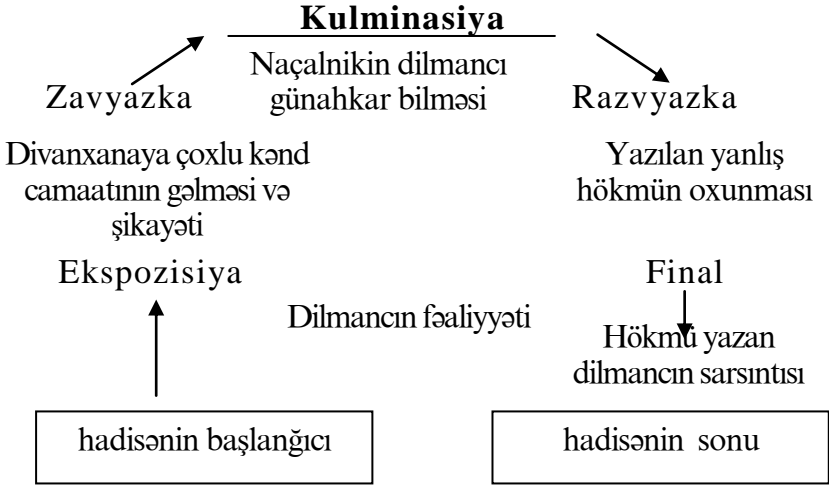 Kulminasiya
Naçalnikin dilmancı
günahkar bilməsi
Zavyazka
Razvyazka
Divanxanaya çoxlu kənd
camaatının gəlməsi və
şikayəti
Yazılan yanlış
hökmün oxunması
Ekspozisiya
Final
Dilmancın fəaliyyəti
Hökmü yazan
dilmancın sarsıntısı
hadisənin başlanğıcı
hadisənin sonu